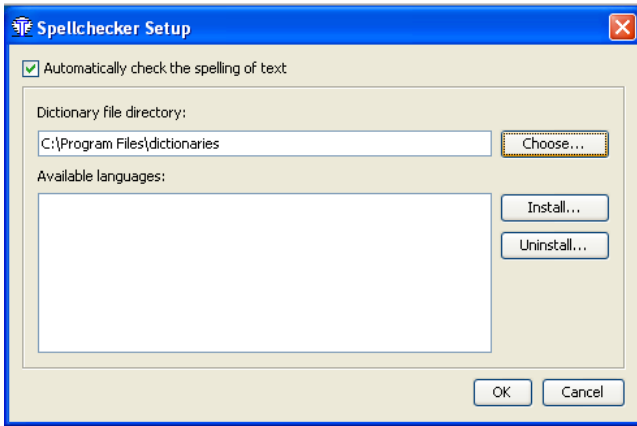 Spellchecker Setup
Automatically check the spelling of text
Dictionary file directory:
C:\Program Files\dictionaries
Choose...
Available languages:
Install...
Uninstall...
OK
Cancel